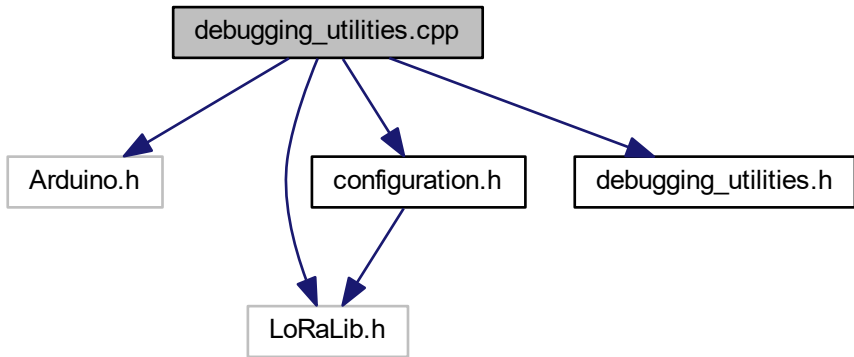 debugging_utilities.cpp
Arduino.h
configuration.h
debugging_utilities.h
LoRaLib.h